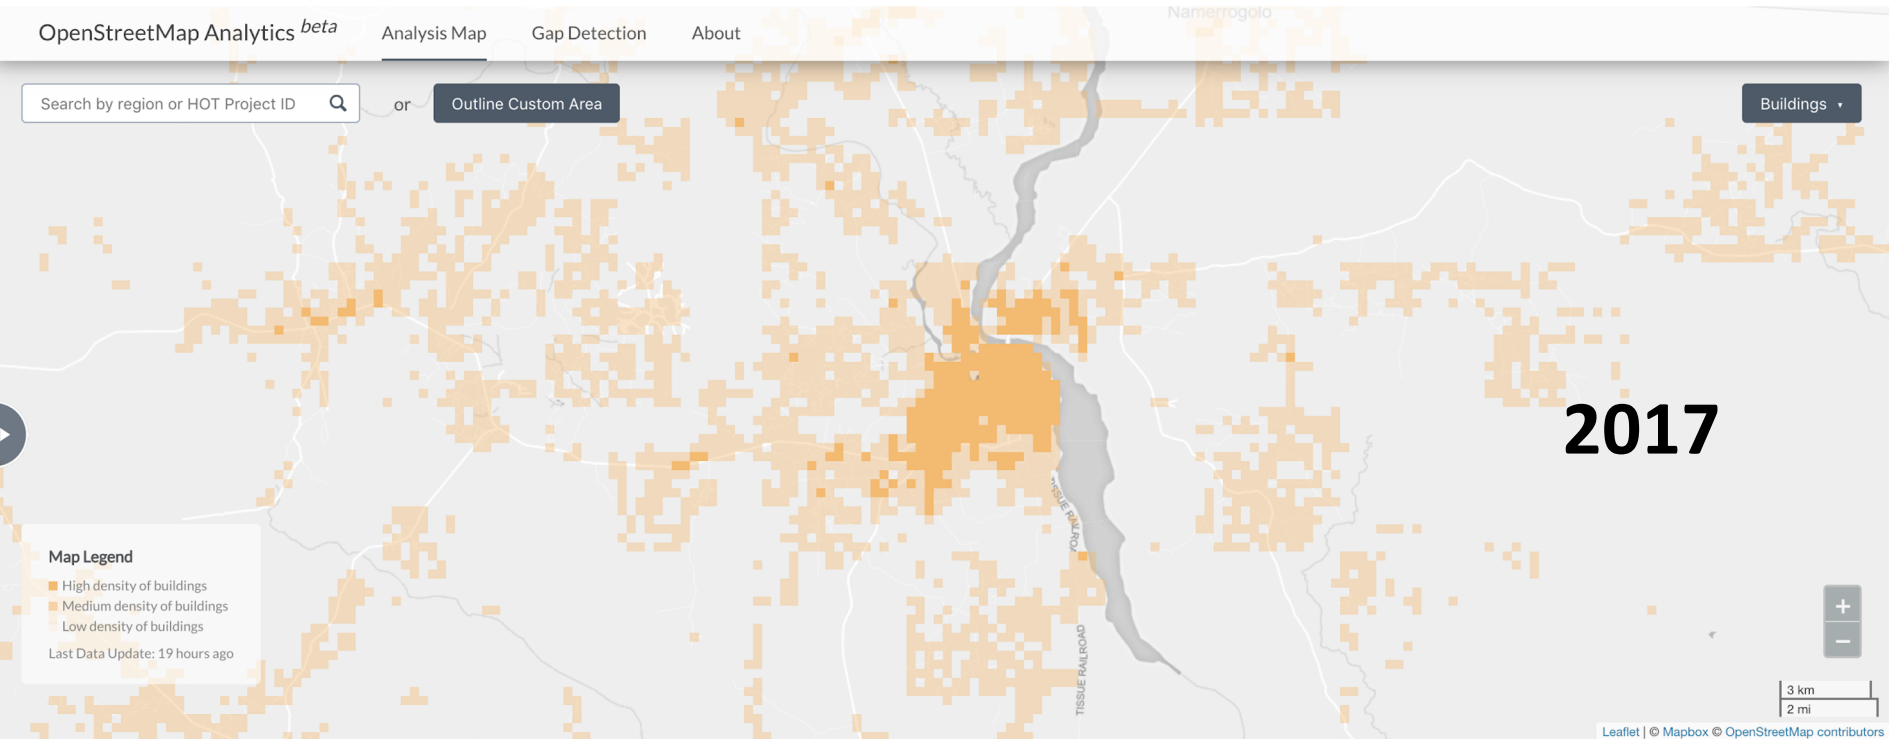 Namerrogolo
OpenStreetMap Analytics beta
Analysis Map
Gap Detection
About
Search by region or HOT Project ID
or
Outline Custom Area
Buildings ▾
2017
TISSUE RAILROA
TISSUE RAILROAD
Map Legend
High density of buildings
Medium density of buildings
Low density of buildings
Last Data Update: 19 hours ago
+
−
3 km
2 mi
Leaflet | © Mapbox © OpenStreetMap contributors